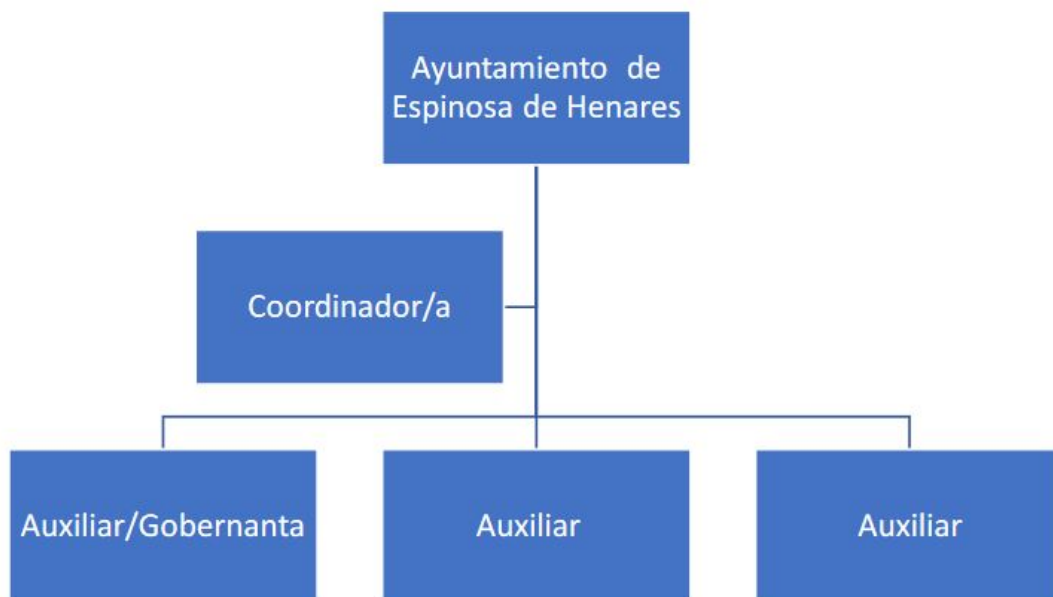 Ayuntamiento de
Espinosa de Henares
Coordinador/a
Auxiliar/Gobernanta
Auxiliar
Auxiliar